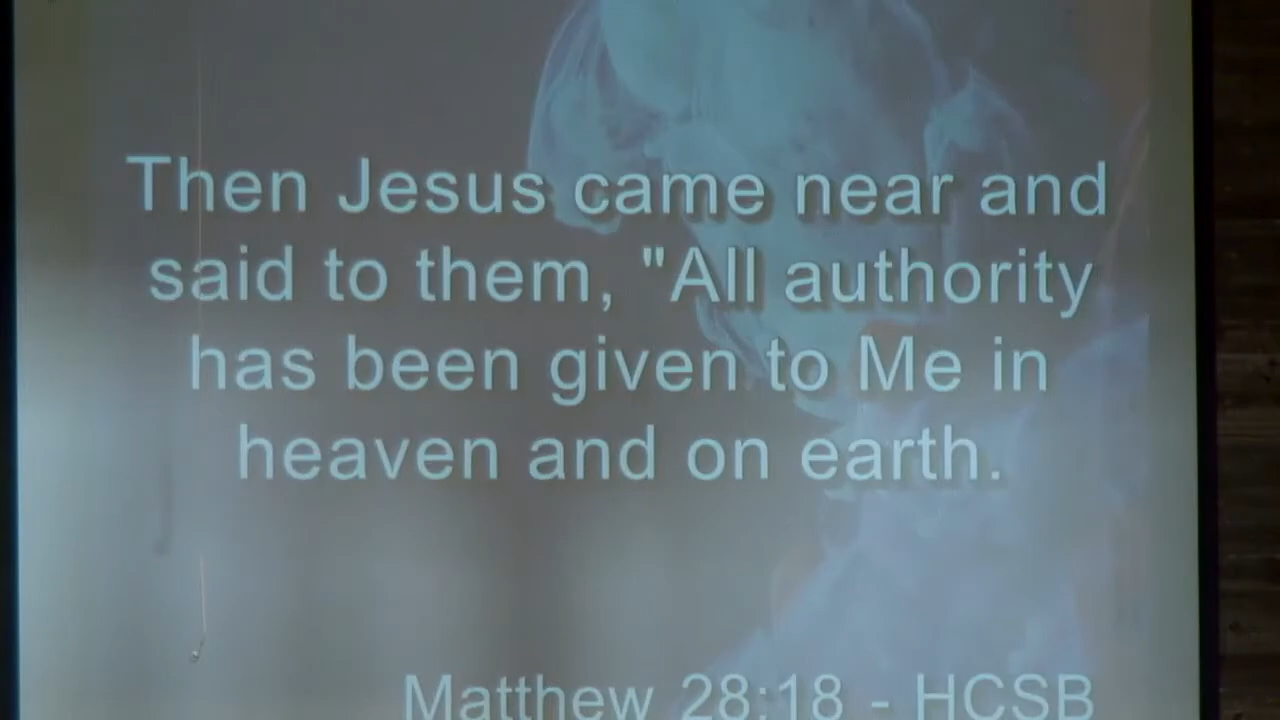 Then Jesus came near and
said to them, "All authority
has been given to Me in
heaven and on earth.
Matthew 28:18 - HCSB